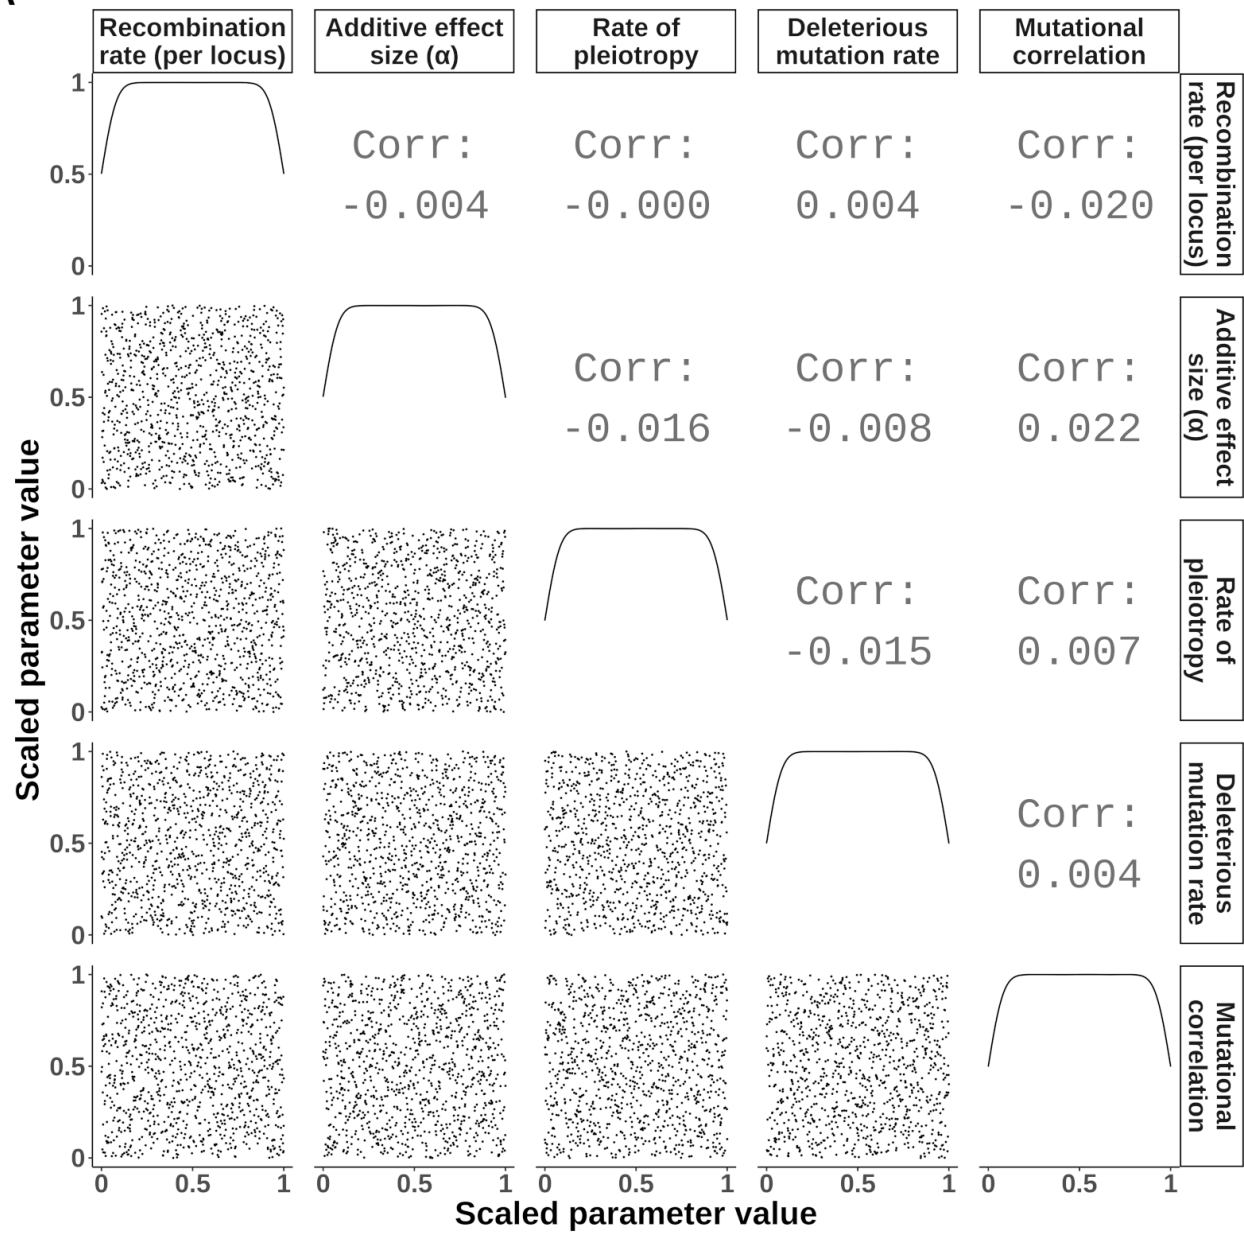 Recombination
rate (per locus)
Additive effect
size (α)
Rate of
pleiotropy
Deleterious
mutation rate
Mutational
correlation
1
0.5
0
Corr:
-0.004
Corr:
-0.000
Corr:
0.004
Corr:
-0.020
Recombination
rate (per locus)
1
0.5
0
Corr:
-0.016
Corr:
-0.008
Corr:
0.022
Additive effect
size (α)
Scaled parameter value
1
0.5
0
Corr:
-0.015
Corr:
0.007
Rate of
pleiotropy
1
0.5
0
Corr:
0.004
Deleterious
mutation rate
1
0.5
0
Mutational
correlation
0 0.5 1 0 0.5 1 0 0.5 1 0 0.5 1 0 0.5 1
Scaled parameter value